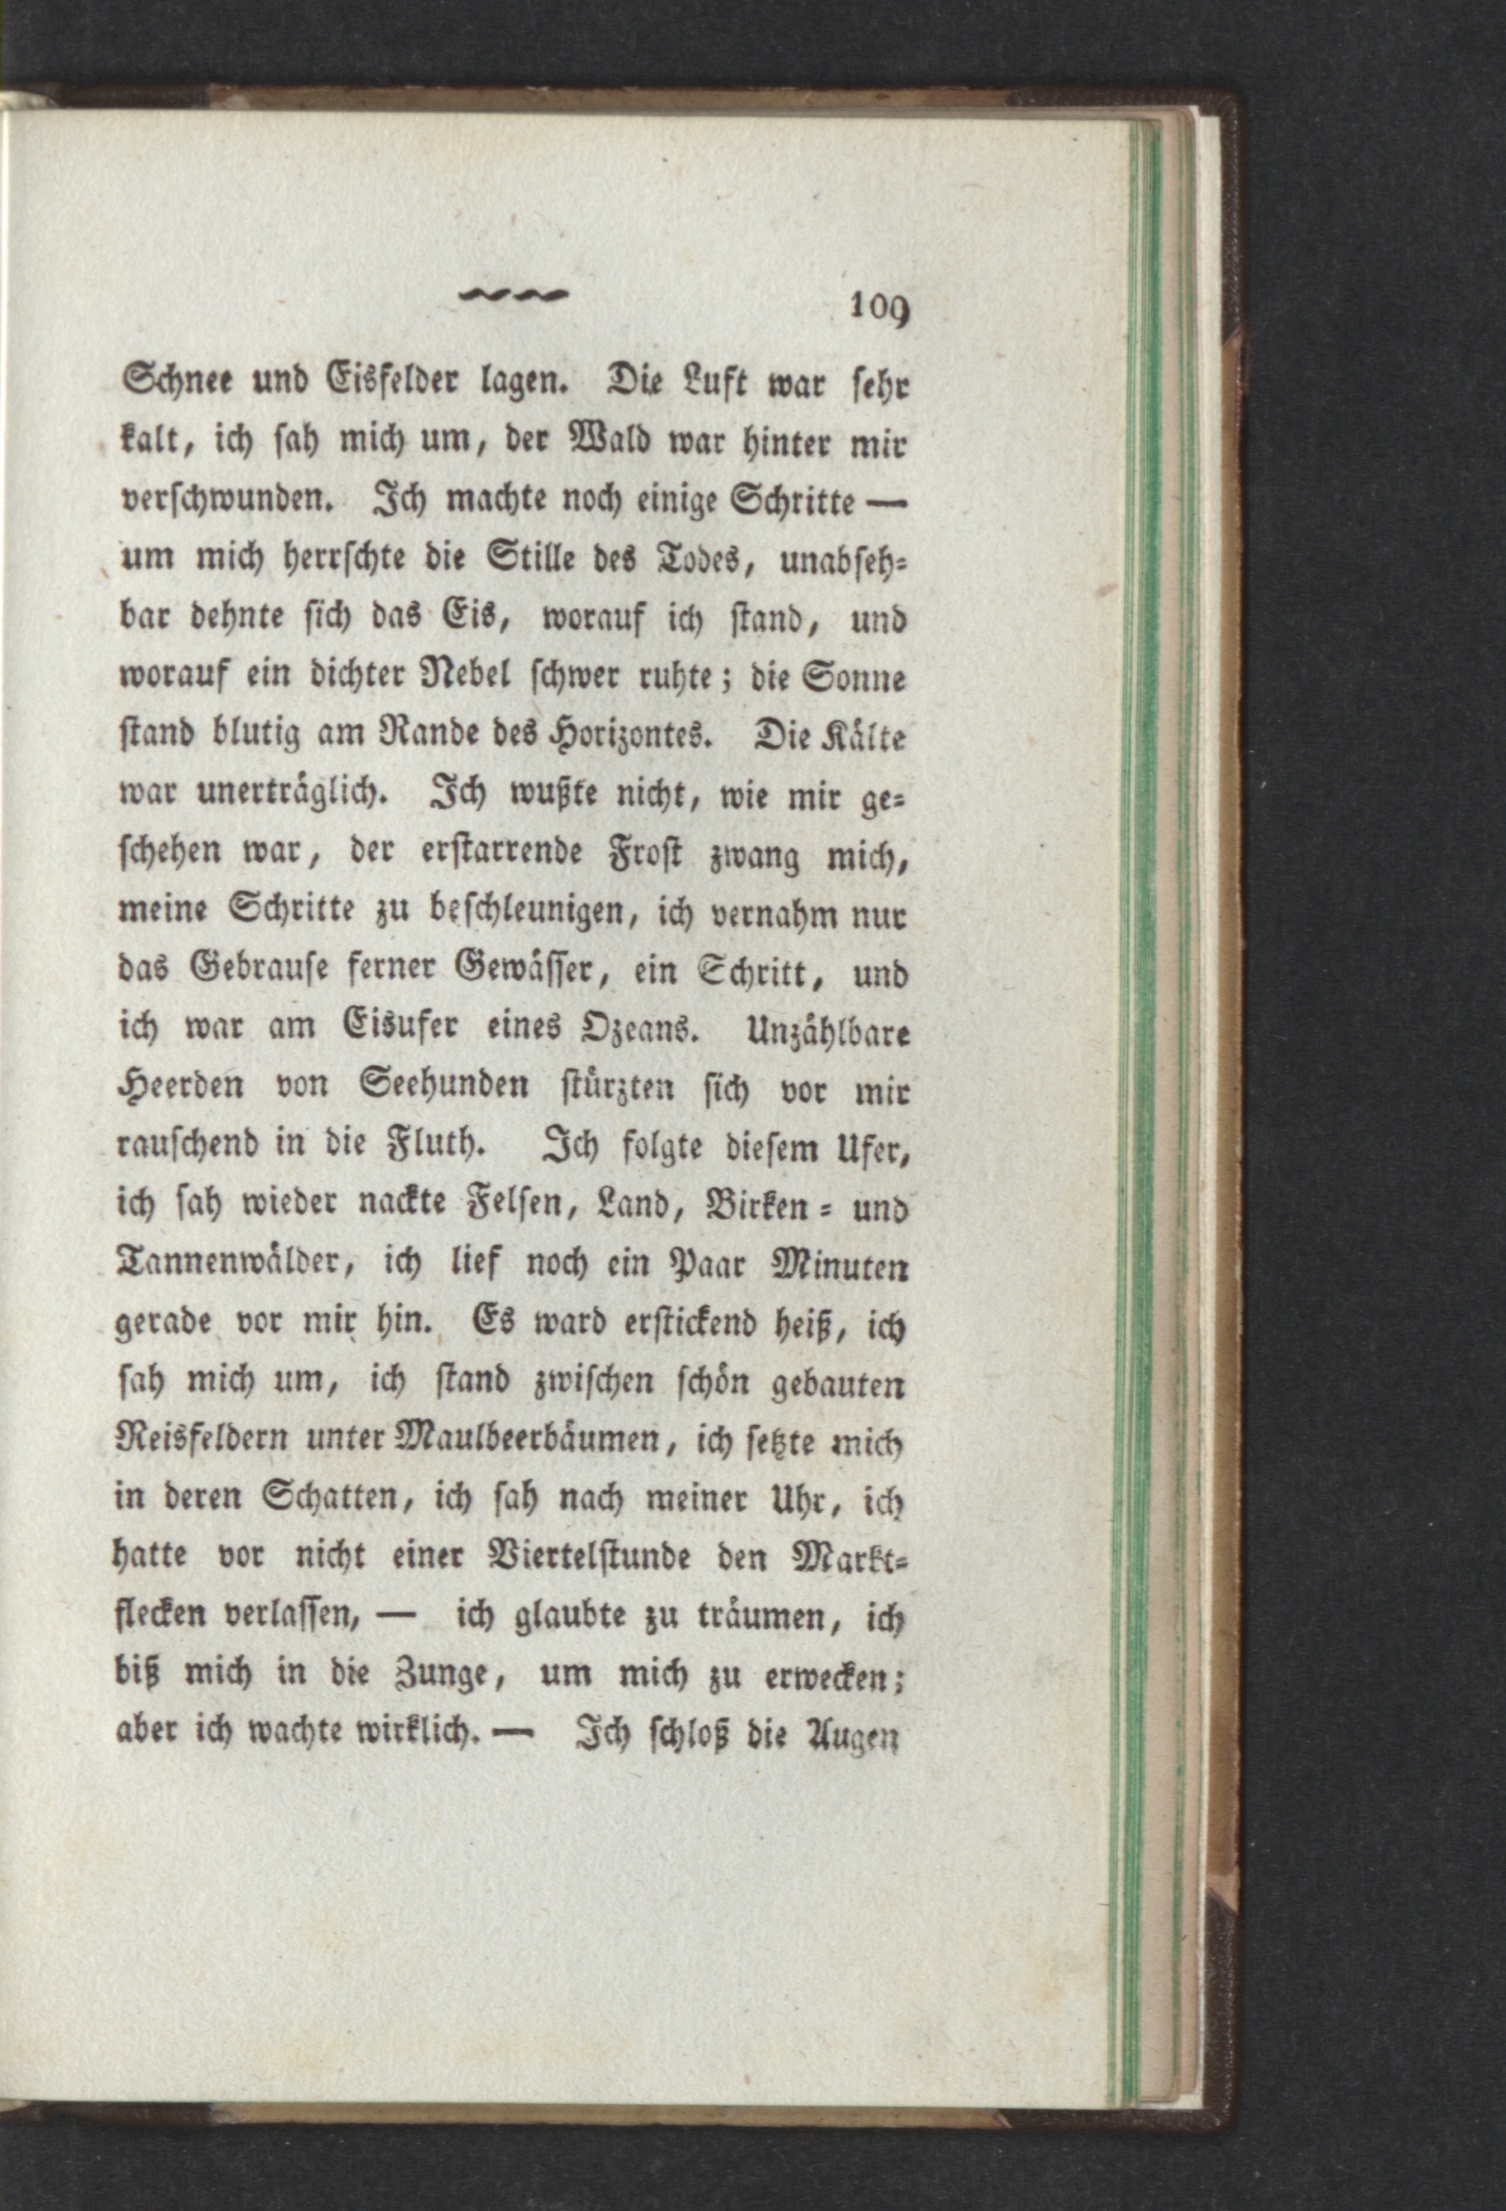 109
Schnee und Eisfelder lagen. Die Luft war ſehr
kalt, ich ſah mich um, der Wald war hinter mir
verſchwunden. Ich machte noch einige Schritte —
um mich herrſchte die Stille des Todes, unabſeh-
bar dehnte ſich das Eis, worauf ich ſtand, und
worauf ein dichter Nebel ſchwer ruhte; die Sonne
ſtand blutig am Rande des Horizontes. Die Kälte
war unerträglich. Ich wußte nicht, wie mir ge-
ſchehen war, der erſtarrende Froſt zwang mich,
meine Schritte zu beſchleunigen, ich vernahm nur
das Gebrauſe ferner Gewäſſer, ein Schritt, und
ich war am Eisufer eines Ozeans. Unzählbare
Heerden von Seehunden ſtürzten ſich vor mir
rauſchend in die Fluth. Ich folgte dieſem Ufer,
ich ſah wieder nackte Felſen, Land, Birken- und
Tannenwälder, ich lief noch ein Paar Minuten
gerade vor mir hin. Es ward erſtickend heiß, ich
ſah mich um, ich ſtand zwiſchen ſchön gebauten
Reisfeldern unter Maulbeerbäumen, ich ſetzte mich
in deren Schatten, ich ſah nach meiner Uhr, ich
hatte vor nicht einer Viertelſtunde den Markt-
flecken verlaſſen, — ich glaubte zu träumen, ich
biß mich in die Zunge, um mich zu erwecken;
aber ich wachte wirklich. — Ich ſchloß die Augen